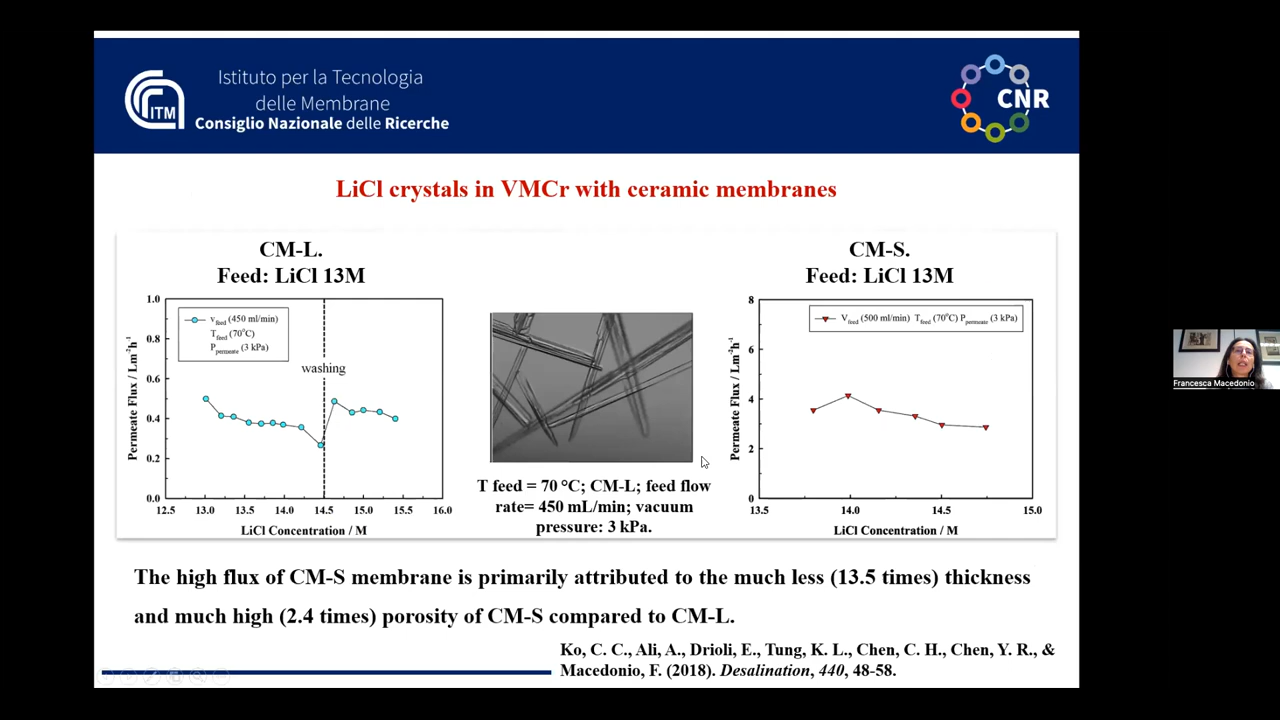 Istituto per la Tecnologia
delle Membrane
Consiglio Nazionale delle Ricerche
ITM
CNR
LiCl crystals in VMCr with ceramic membranes
CM-L.
Feed: LiCl 13M
1.0
0.8
0.6
0.4
0.2
0.0
Permeate Flux / Lm⁻²h⁻¹
vfeed (450 ml/min)
Tfeed (70°C)
Ppermeate (3 kPa)
washing
12.5 13.0 13.5 14.0 14.5 15.0 15.5 16.0
LiCl Concentration / M
T feed = 70 °C; CM-L; feed flow
rate= 450 mL/min; vacuum
pressure: 3 kPa.
CM-S.
Feed: LiCl 13M
8
6
4
2
0
Permeate Flux / Lm⁻²h⁻¹
Vfeed (500 ml/min) Tfeed (70°C) Ppermeate (3 kPa)
13.5 14.0 14.5 15.0
LiCl Concentration / M
Francesca Macedonio
The high flux of CM-S membrane is primarily attributed to the much less (13.5 times) thickness
and much high (2.4 times) porosity of CM-S compared to CM-L.
Ko, C. C., Ali, A., Drioli, E., Tung, K. L., Chen, C. H., Chen, Y. R., &
Macedonio, F. (2018). Desalination, 440, 48-58.